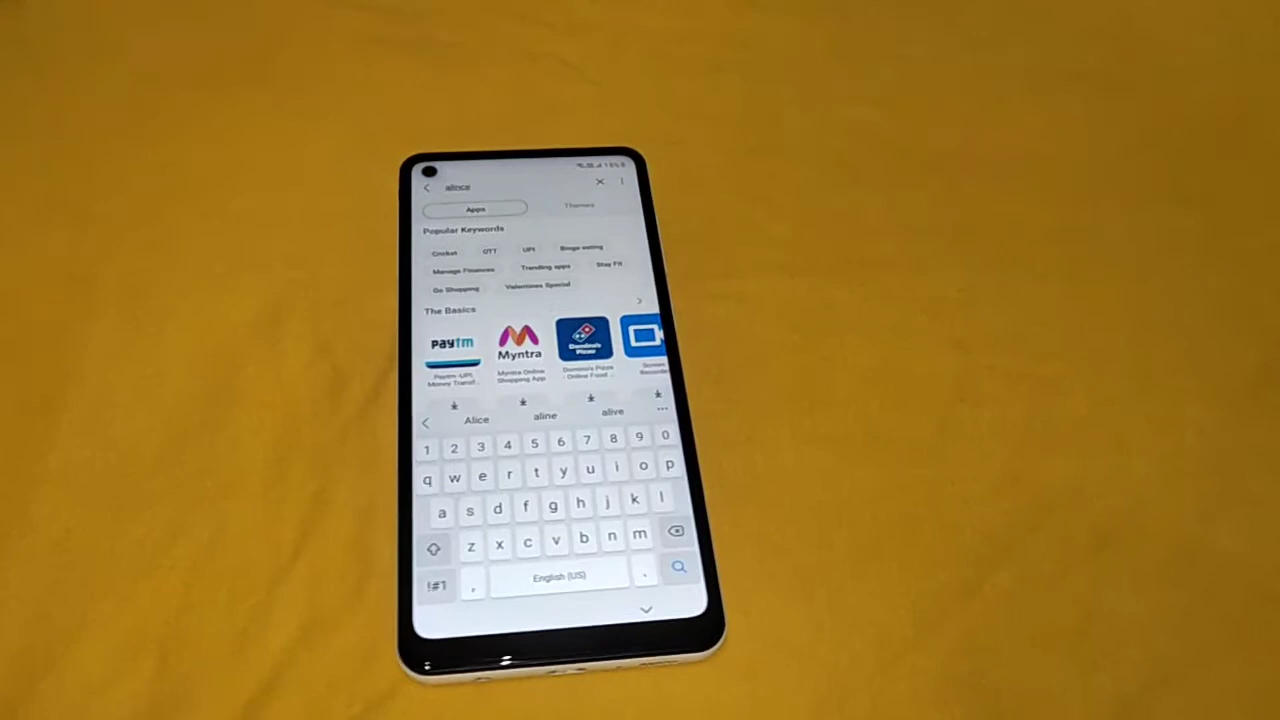 alince
Apps Themes
Popular Keywords
Cricket OTT UPI Binge eating
Manage Finances Trending apps Stay Fit
Go Shopping Valentines Special
The Basics
paytm Myntra Domino's Pizza
Paytm -UPI, Money Transf... Myntra Online Shopping App Domino's Pizza - Online Food ... Screen Recorde
Alice aline alive ...
1 2 3 4 5 6 7 8 9 0
q w e r t y u i o p
a s d f g h j k l
z x c v b n m
!#1 , English (US) .